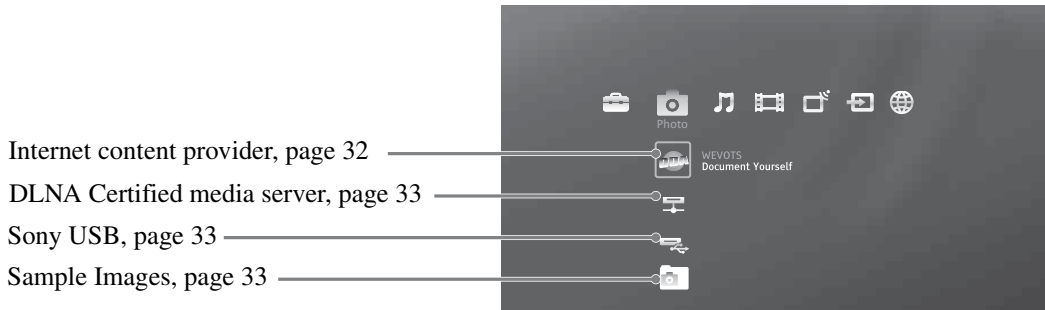 Photo
Internet content provider, page 32
WEVOTS
Document Yourself
DLNA Certified media server, page 33
Sony USB, page 33
Sample Images, page 33